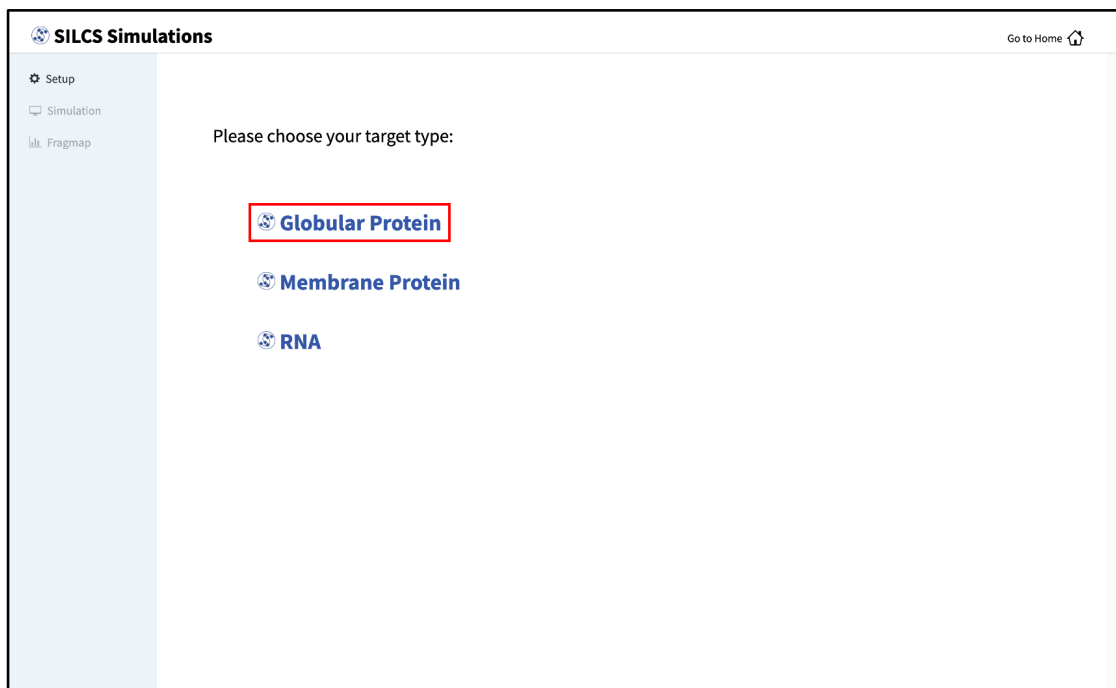 SILCS Simulations
Go to Home
Setup
Simulation
Fragmap
Please choose your target type:
Globular Protein
Membrane Protein
RNA